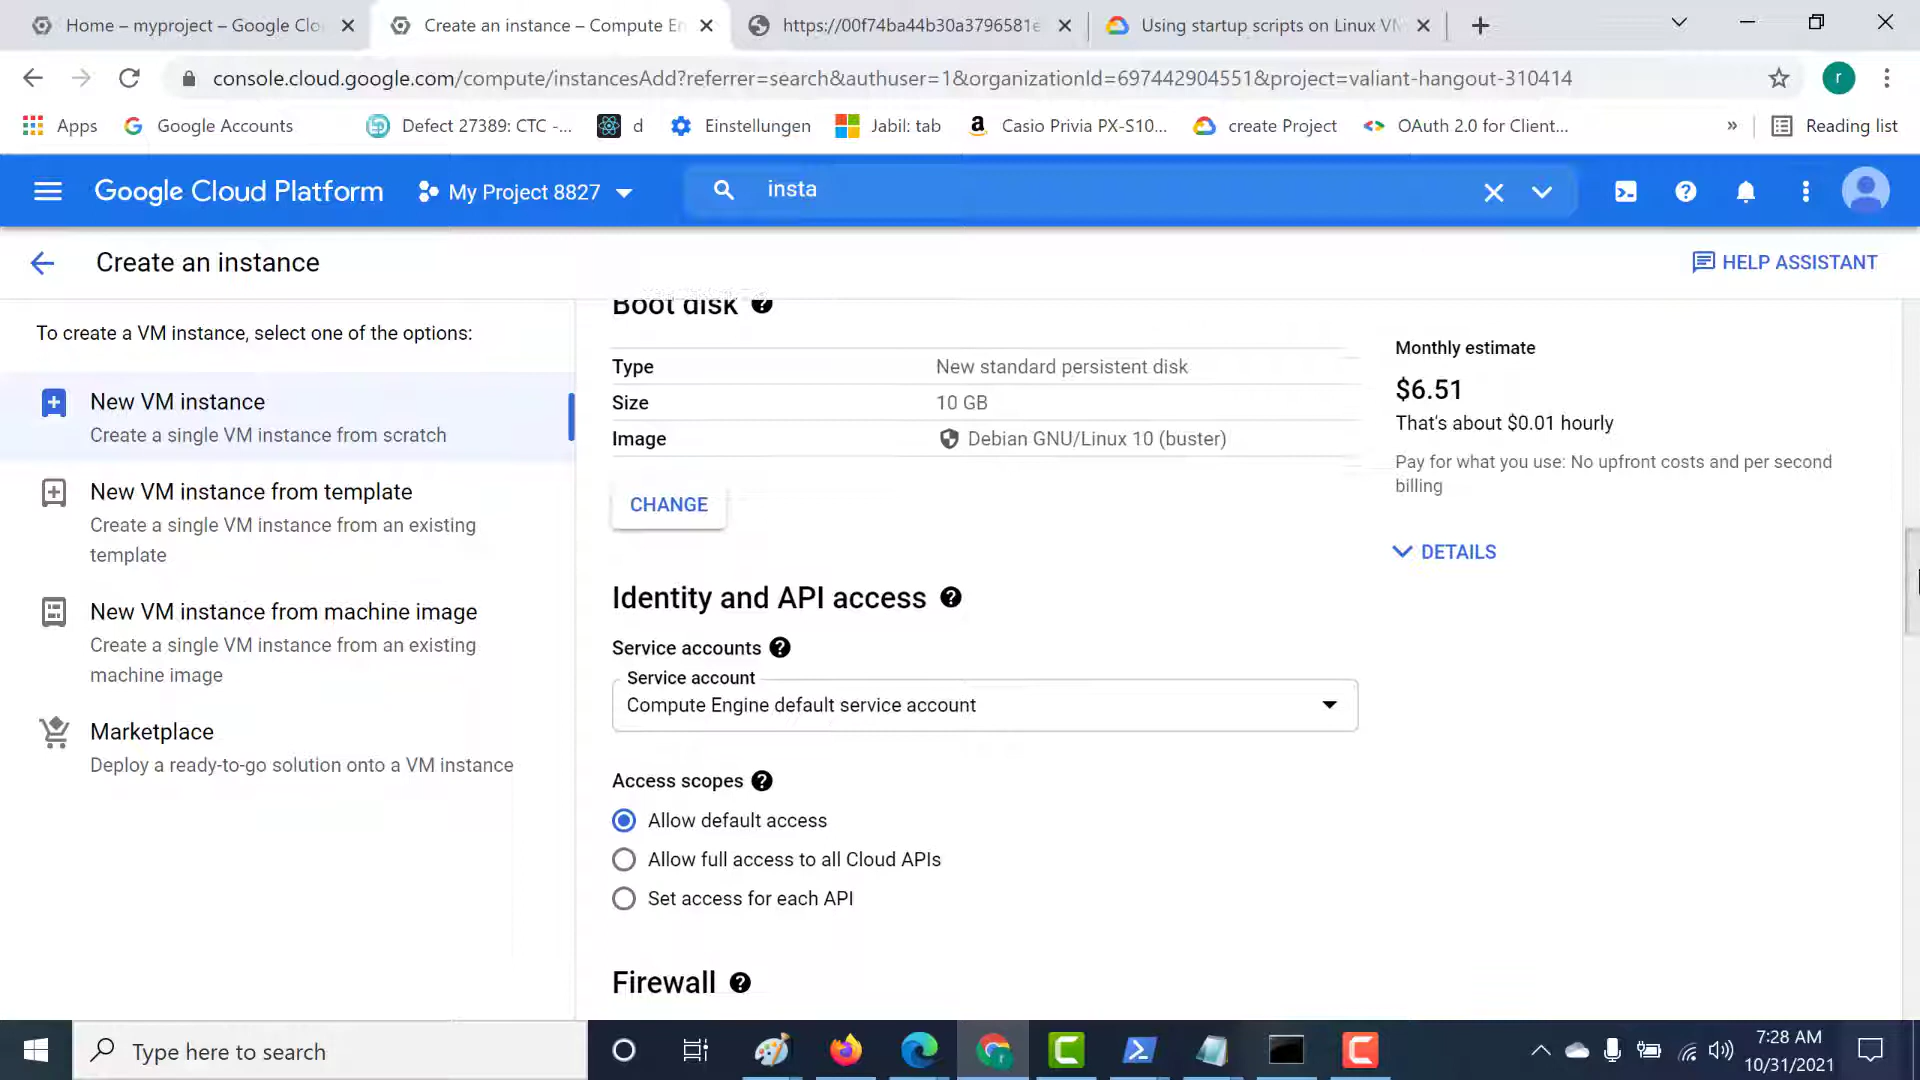 Home – myproject – Google Clo
Create an instance – Compute En
https://00f74ba44b30a3796581e
Using startup scripts on Linux VM
console.cloud.google.com/compute/instancesAdd?referrer=search&authuser=1&organizationId=697442904551&project=valiant-hangout-310414
r
Apps
Google Accounts
Defect 27389: CTC -...
d
Einstellungen
Jabil: tab
Casio Privia PX-S10...
create Project
OAuth 2.0 for Client...
»
Reading list
Google Cloud Platform
My Project 8827
insta
Create an instance
HELP ASSISTANT
To create a VM instance, select one of the options:
New VM instance
Create a single VM instance from scratch
New VM instance from template
Create a single VM instance from an existing
template
New VM instance from machine image
Create a single VM instance from an existing
machine image
Marketplace
Deploy a ready-to-go solution onto a VM instance
Boot disk
Type New standard persistent disk
Size 10 GB
Image Debian GNU/Linux 10 (buster)
CHANGE
Identity and API access
Service accounts
Service account
Compute Engine default service account
Access scopes
Allow default access
Allow full access to all Cloud APIs
Set access for each API
Firewall
Monthly estimate
$6.51
That's about $0.01 hourly
Pay for what you use: No upfront costs and per second
billing
DETAILS
Type here to search
7:28 AM
10/31/2021